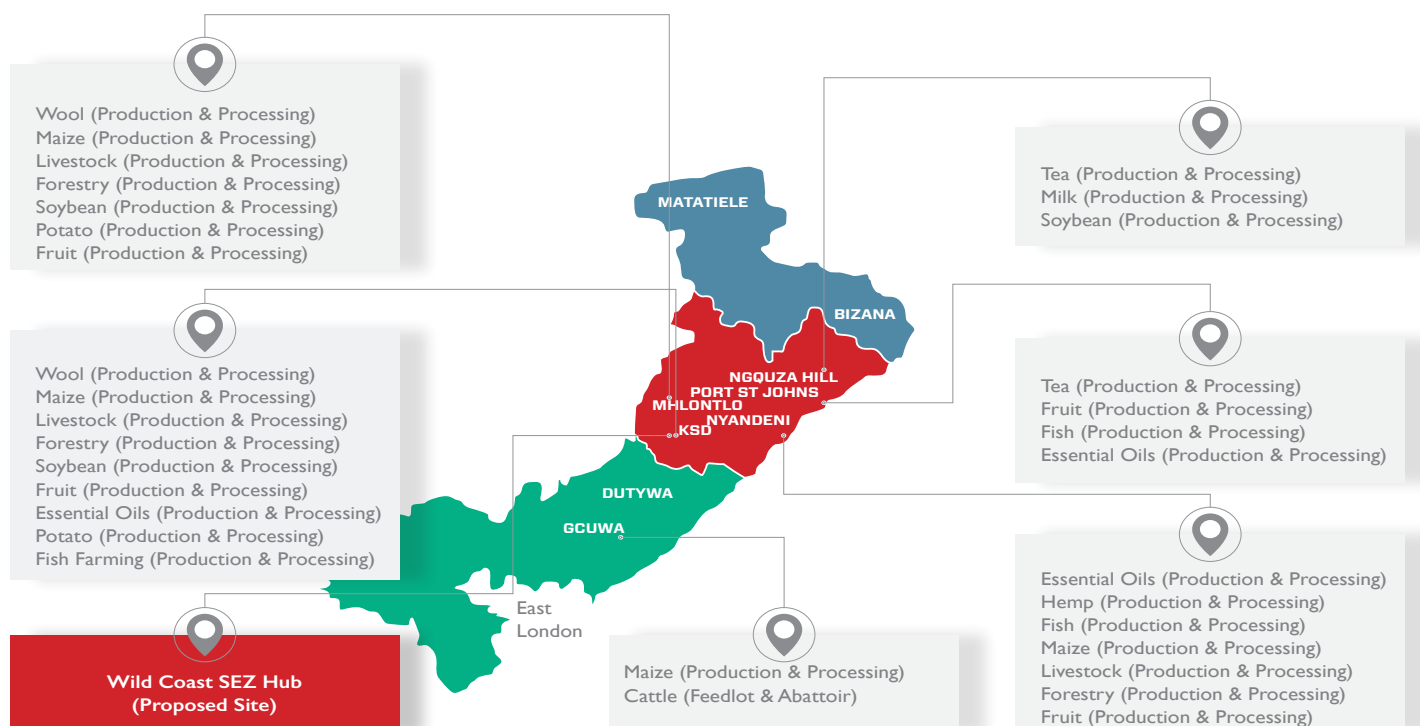 Wool (Production & Processing)
Maize (Production & Processing)
Livestock (Production & Processing)
Forestry (Production & Processing)
Soybean (Production & Processing)
Potato (Production & Processing)
Fruit (Production & Processing)
Wool (Production & Processing)
Maize (Production & Processing)
Livestock (Production & Processing)
Forestry (Production & Processing)
Soybean (Production & Processing)
Fruit (Production & Processing)
Essential Oils (Production & Processing)
Potato (Production & Processing)
Fish Farming (Production & Processing)
Wild Coast SEZ Hub
(Proposed Site)
MATATIELE
BIZANA
NGQUZA HILL
PORT ST JOHNS
MHLONTLO
NYANDENI
KSD
DUTYWA
GCUWA
East
London
Maize (Production & Processing)
Cattle (Feedlot & Abattoir)
Tea (Production & Processing)
Milk (Production & Processing)
Soybean (Production & Processing)
Tea (Production & Processing)
Fruit (Production & Processing)
Fish (Production & Processing)
Essential Oils (Production & Processing)
Essential Oils (Production & Processing)
Hemp (Production & Processing)
Fish (Production & Processing)
Maize (Production & Processing)
Livestock (Production & Processing)
Forestry (Production & Processing)
Fruit (Production & Processing)